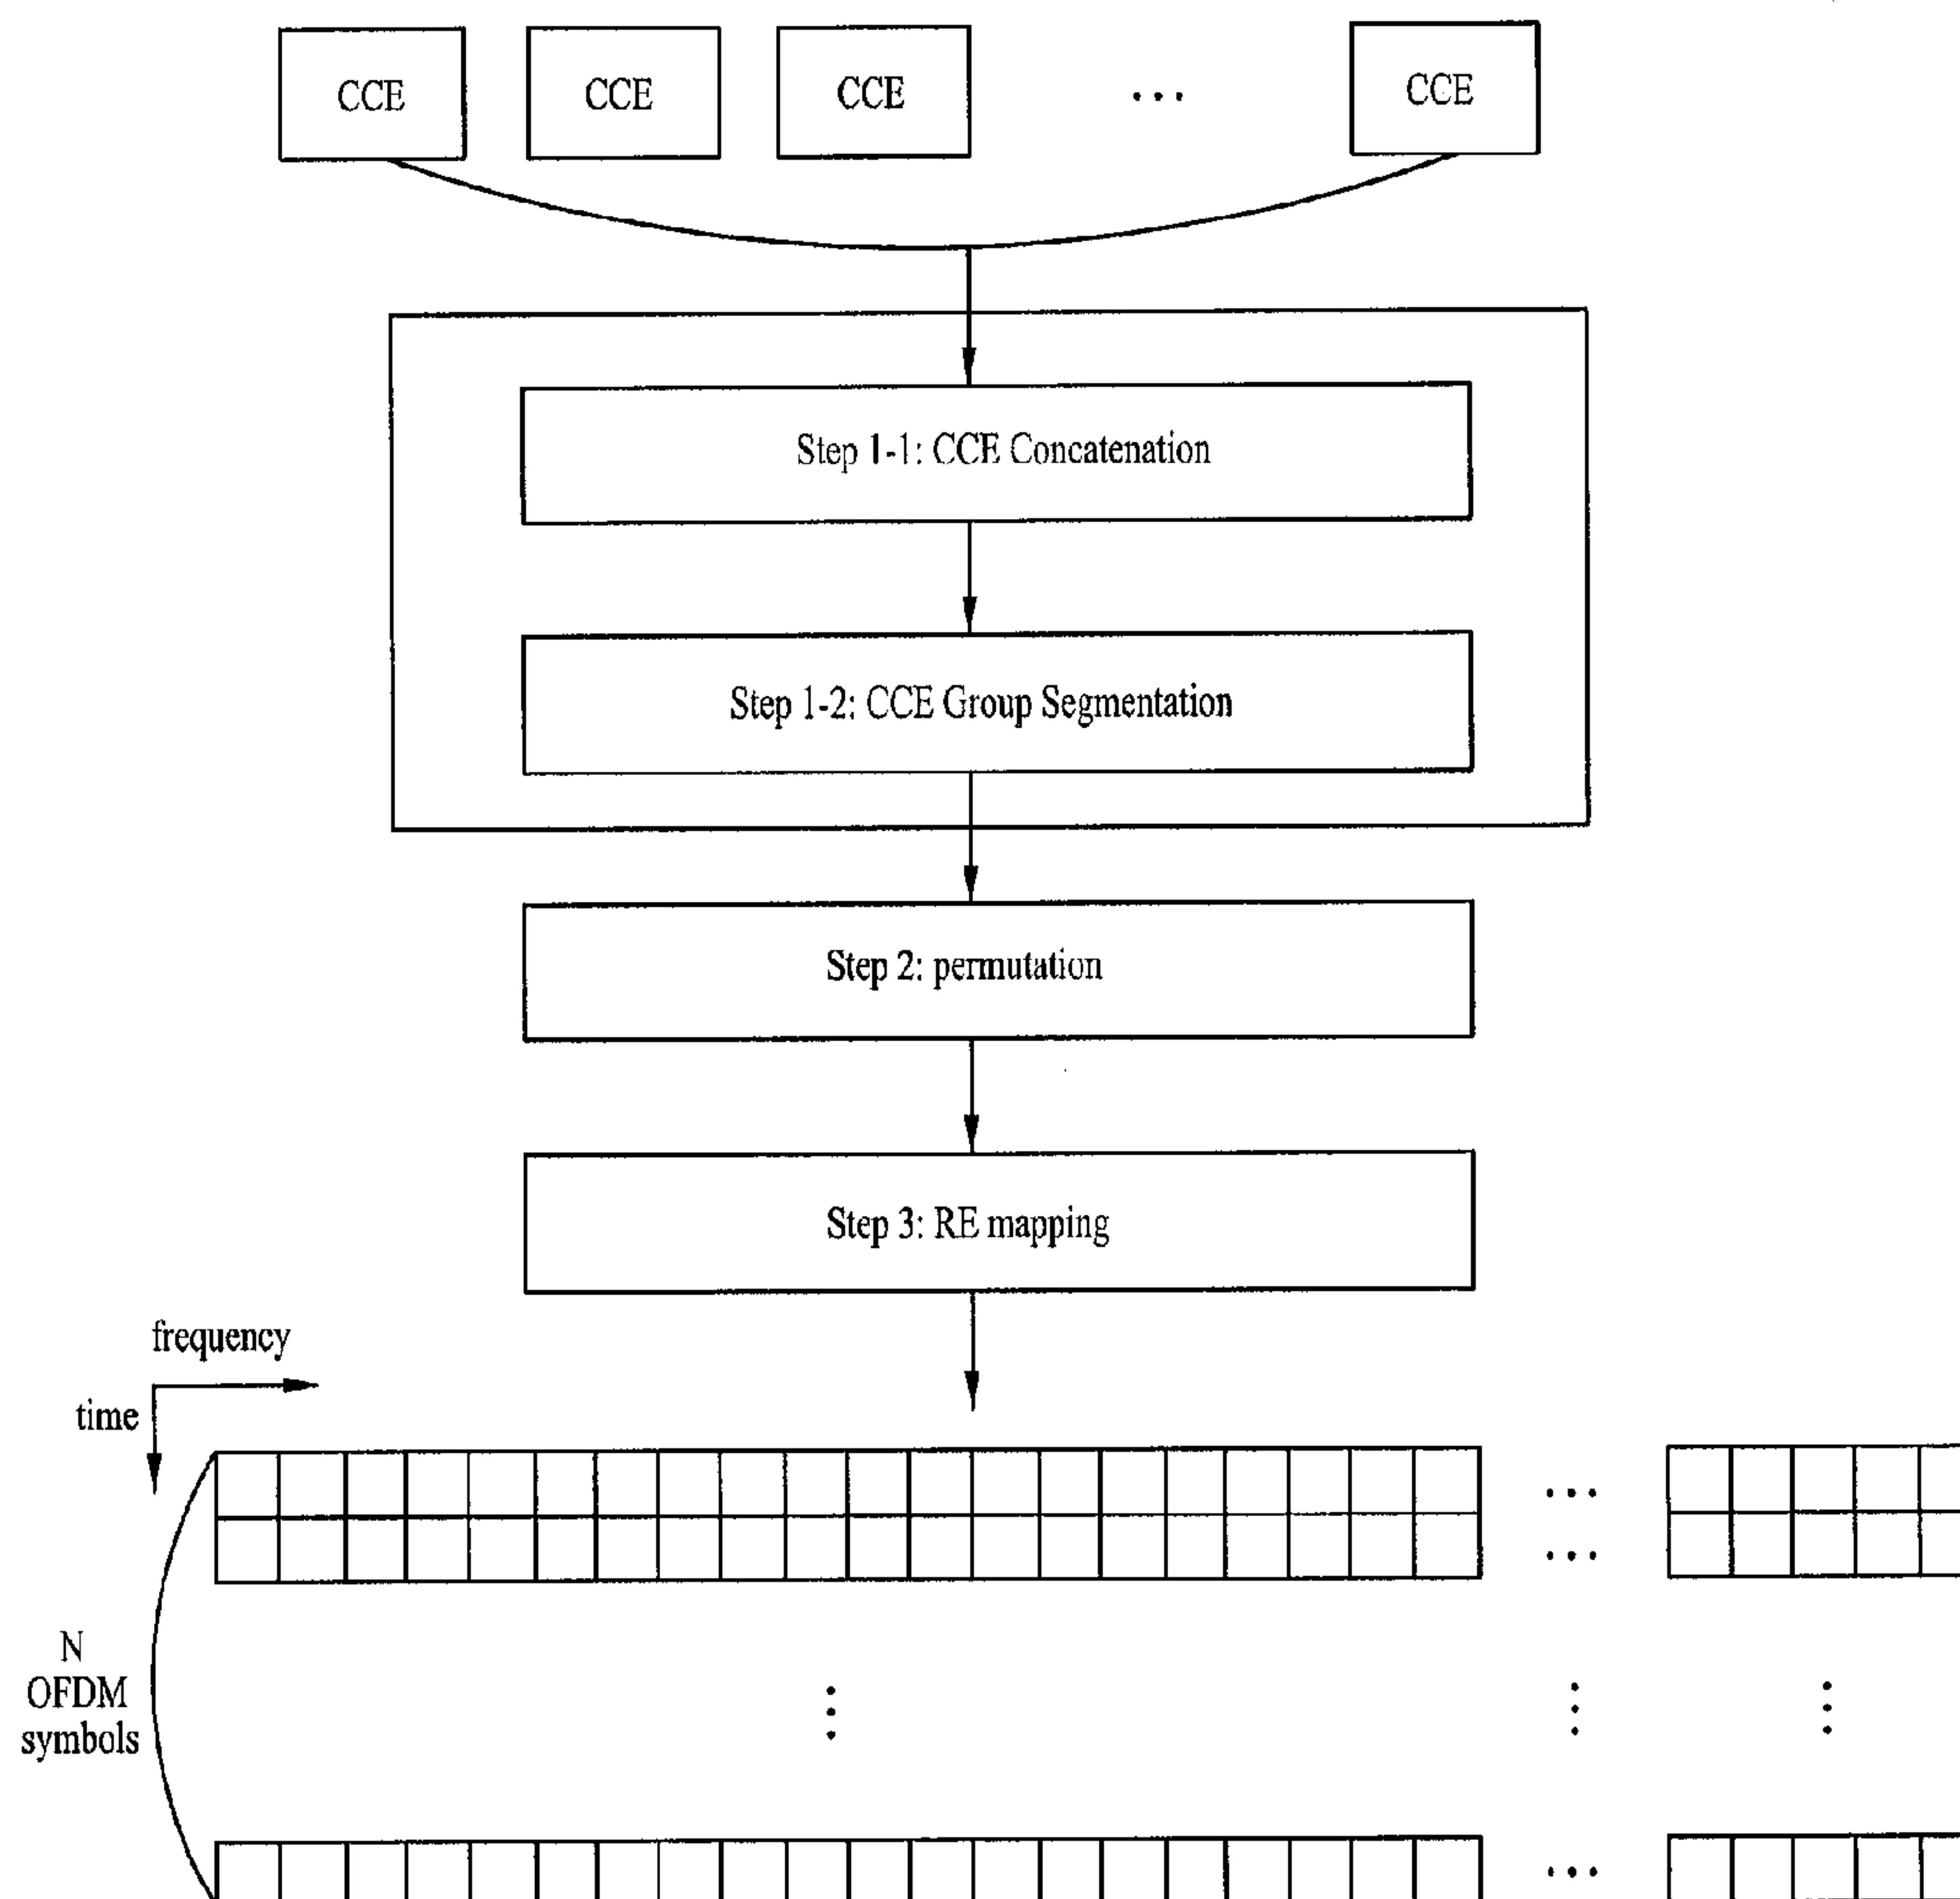 CCE CCE CCE ... CCE
Step 1-1: CCE Concatenation
Step 1-2: CCE Group Segmentation
Step 2: permutation
Step 3: RE mapping
frequency
time
N
OFDM
symbols